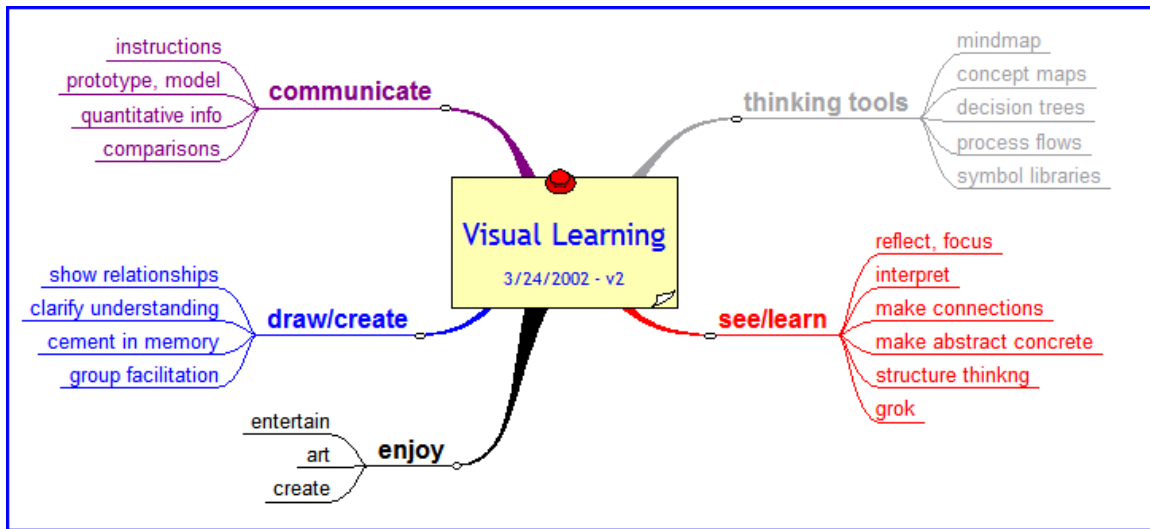 Visual Learning
3/24/2002 - v2
communicate
instructions
prototype, model
quantitative info
comparisons
thinking tools
mindmap
concept maps
decision trees
process flows
symbol libraries
draw/create
show relationships
clarify understanding
cement in memory
group facilitation
see/learn
reflect, focus
interpret
make connections
make abstract concrete
structure thinkng
grok
enjoy
entertain
art
create